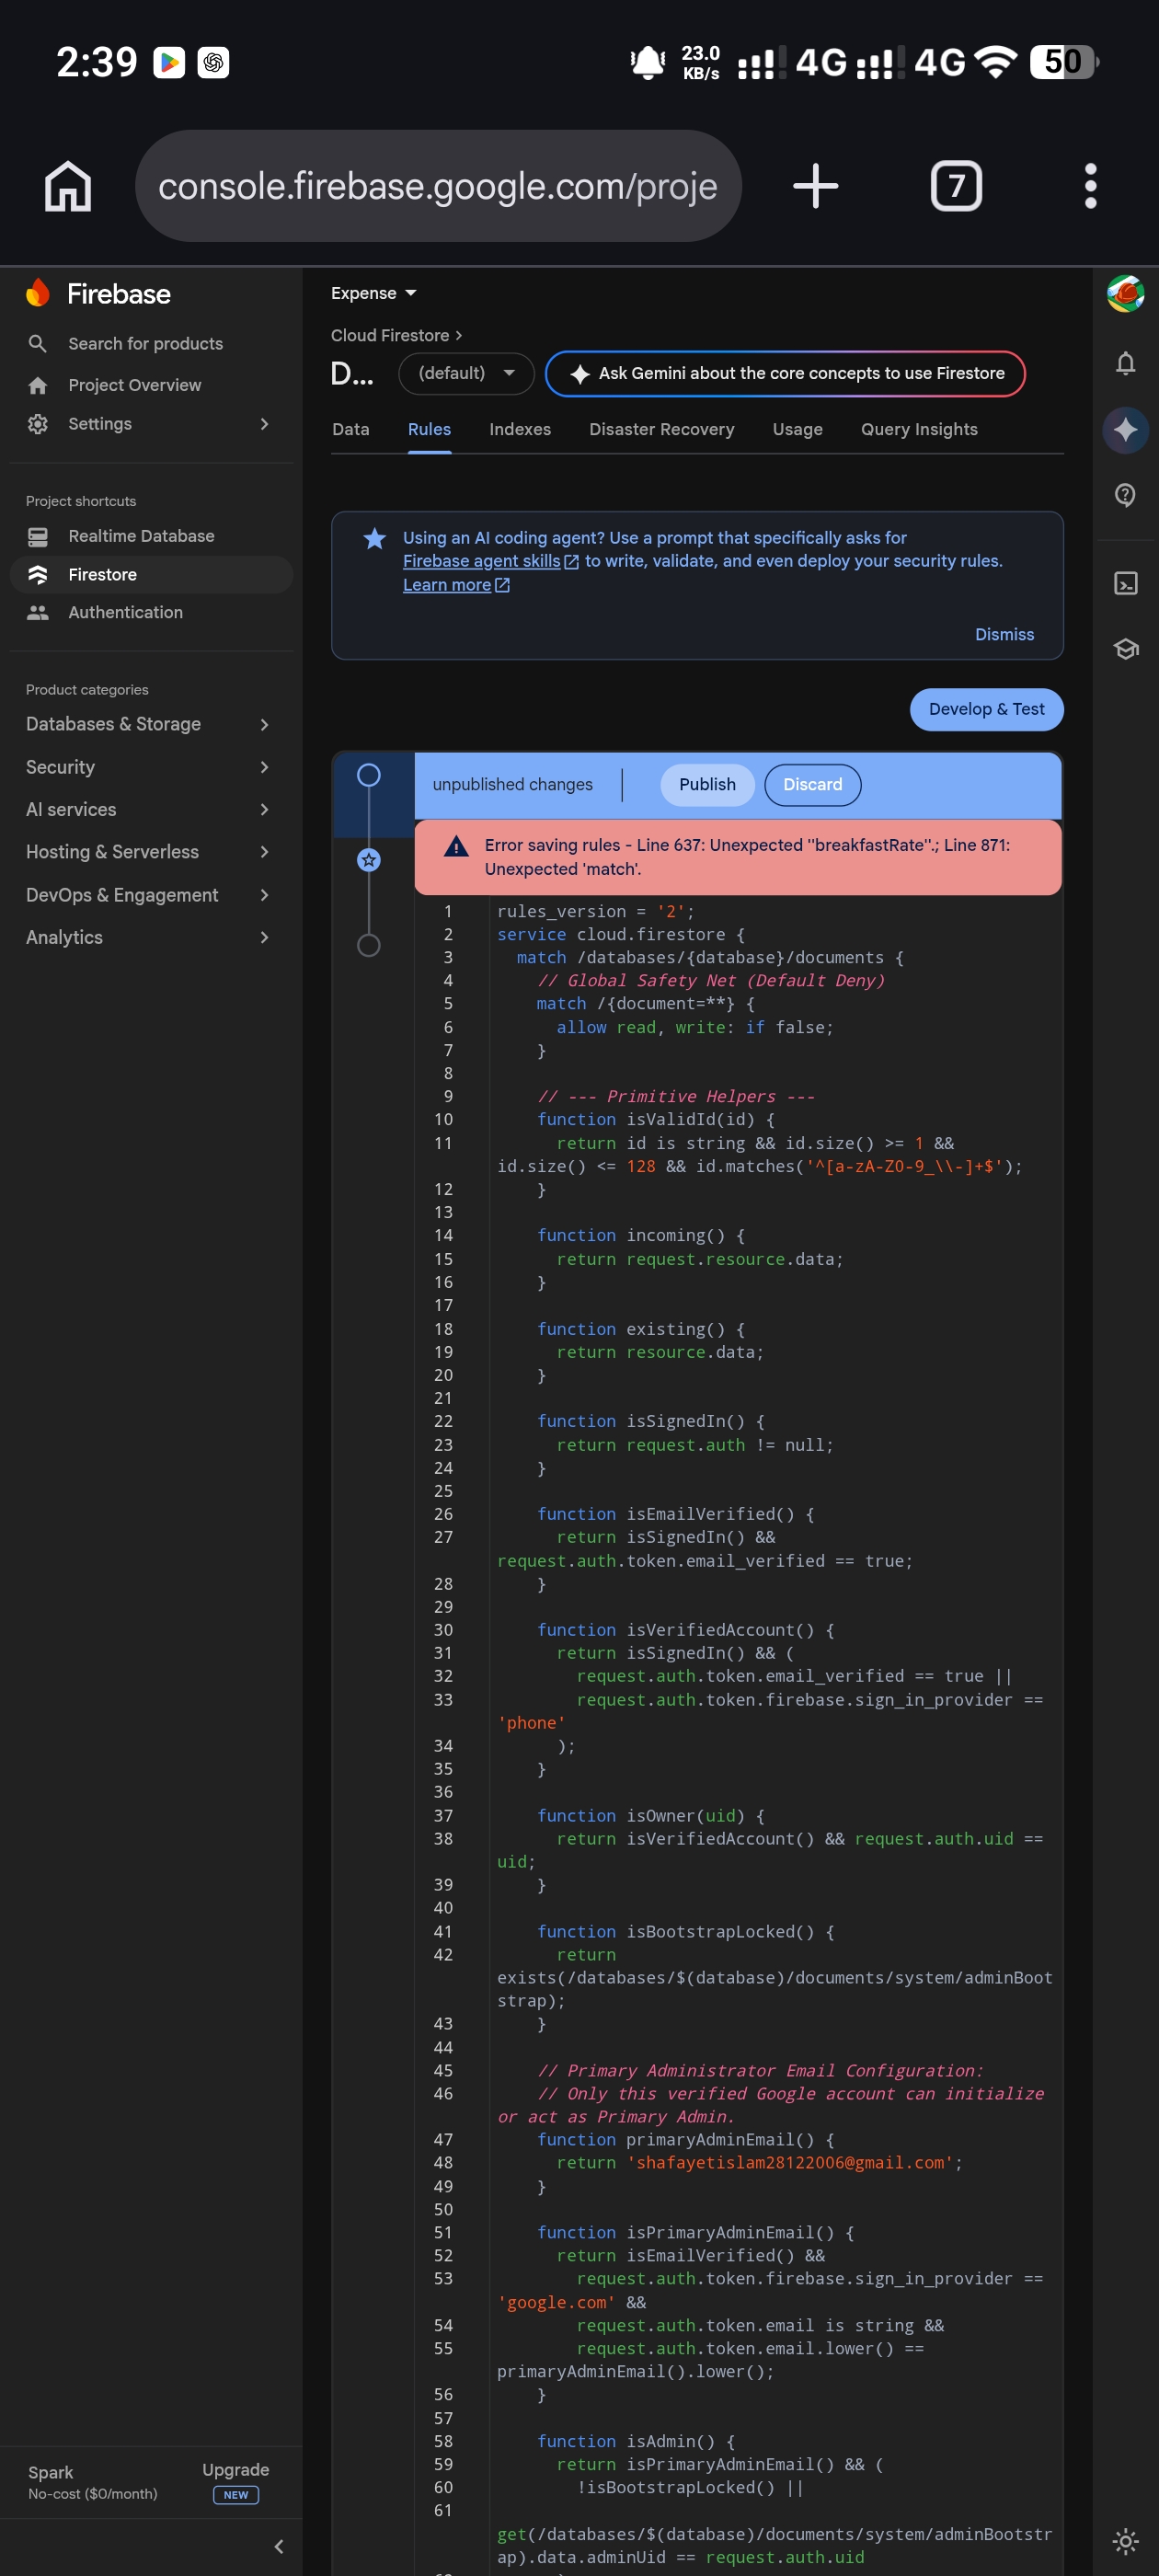 2:39
23.0
KB/s
4G
4G
50
console.firebase.google.com/proje
7
Firebase
Search for products
Project Overview
Settings
Project shortcuts
Realtime Database
Firestore
Authentication
Product categories
Databases & Storage
Security
AI services
Hosting & Serverless
DevOps & Engagement
Analytics
Spark
No-cost ($0/month)
Upgrade
NEW
Expense
Cloud Firestore
D...
(default)
Ask Gemini about the core concepts to use Firestore
Data
Rules
Indexes
Disaster Recovery
Usage
Query Insights
Using an AI coding agent? Use a prompt that specifically asks for
Firebase agent skills to write, validate, and even deploy your security rules.
Learn more
Dismiss
Develop & Test
unpublished changes
Publish
Discard
Error saving rules - Line 637: Unexpected "breakfastRate".; Line 871:
Unexpected 'match'.
1 rules_version = '2';
2 service cloud.firestore {
3 match /databases/{database}/documents {
4 // Global Safety Net (Default Deny)
5 match /{document=**} {
6 allow read, write: if false;
7 }
8
9 // --- Primitive Helpers ---
10 function isValidId(id) {
11 return id is string && id.size() >= 1 &&
id.size() <= 128 && id.matches('^[a-zA-Z0-9_\\-]+$');
12 }
13
14 function incoming() {
15 return request.resource.data;
16 }
17
18 function existing() {
19 return resource.data;
20 }
21
22 function isSignedIn() {
23 return request.auth != null;
24 }
25
26 function isEmailVerified() {
27 return isSignedIn() &&
request.auth.token.email_verified == true;
28 }
29
30 function isVerifiedAccount() {
31 return isSignedIn() && (
32 request.auth.token.email_verified == true ||
33 request.auth.token.firebase.sign_in_provider ==
'phone'
34 );
35 }
36
37 function isOwner(uid) {
38 return isVerifiedAccount() && request.auth.uid ==
uid;
39 }
40
41 function isBootstrapLocked() {
42 return
exists(/databases/$(database)/documents/system/adminBoot
strap);
43 }
44
45 // Primary Administrator Email Configuration:
46 // Only this verified Google account can initialize
or act as Primary Admin.
47 function primaryAdminEmail() {
48 return 'shafayetislam28122006@gmail.com';
49 }
50
51 function isPrimaryAdminEmail() {
52 return isEmailVerified() &&
53 request.auth.token.firebase.sign_in_provider ==
'google.com' &&
54 request.auth.token.email is string &&
55 request.auth.token.email.lower() ==
primaryAdminEmail().lower();
56 }
57
58 function isAdmin() {
59 return isPrimaryAdminEmail() && (
60 !isBootstrapLocked() ||
61
get(/databases/$(database)/documents/system/adminBootstr
ap).data.adminUid == request.auth.uid